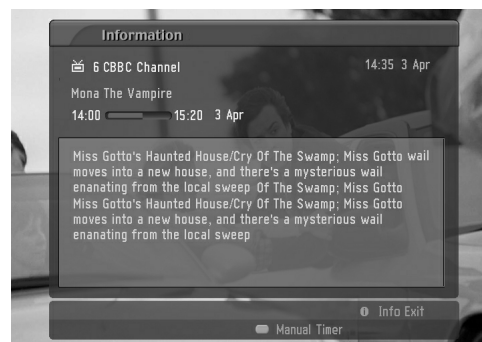 Information
6 CBBC Channel 14:35 3 Apr
Mona The Vampire
14:00 15:20 3 Apr
Miss Gotto's Haunted House/Cry Of The Swamp; Miss Gotto wail
moves into a new house, and there's a mysterious wail
enanating from the local sweep Of The Swamp; Miss Gotto
Miss Gotto's Haunted House/Cry Of The Swamp; Miss Gotto
moves into a new house, and there's a mysterious wail
enanating from the local sweep
i Info Exit
Manual Timer